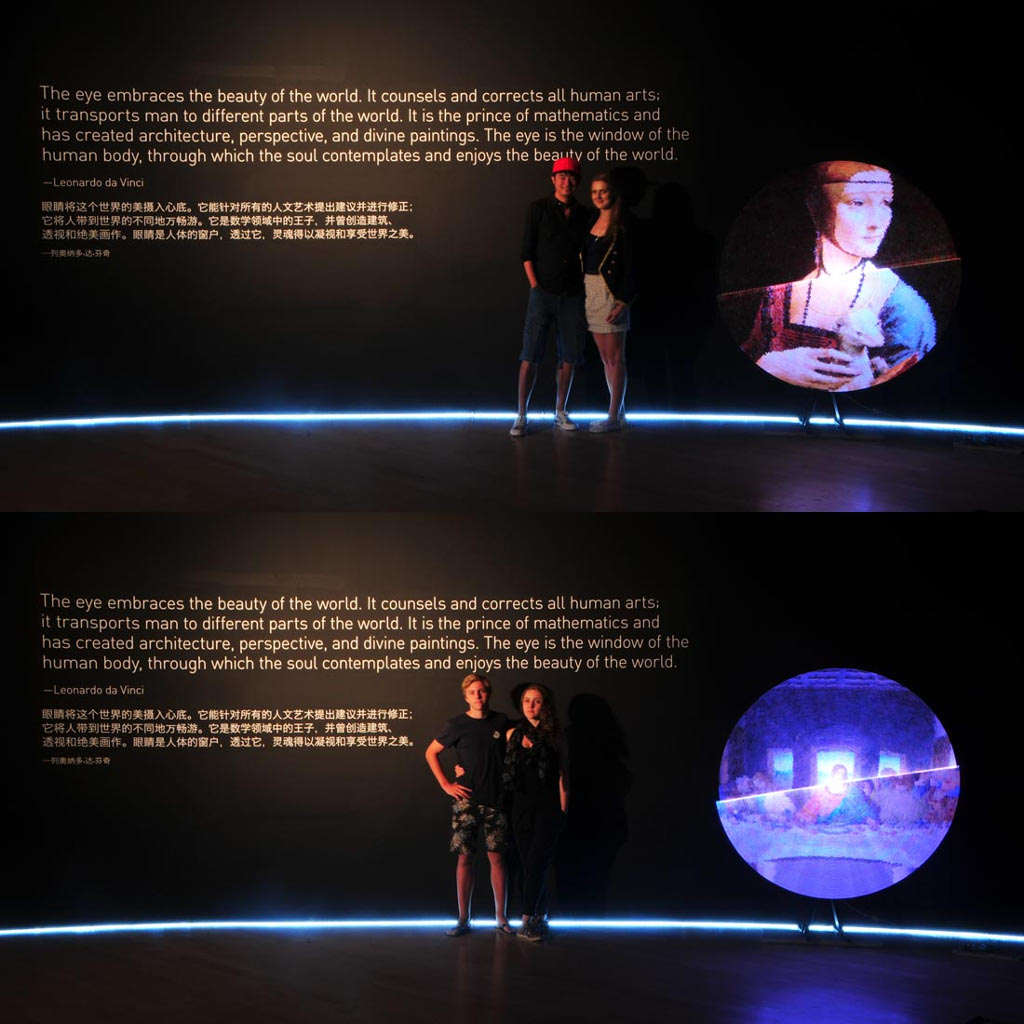 The eye embraces the beauty of the world. It counsels and corrects all human arts;
it transports man to different parts of the world. It is the prince of mathematics and
has created architecture, perspective, and divine paintings. The eye is the window of the
human body, through which the soul contemplates and enjoys the beauty of the world.
—Leonardo da Vinci
眼睛将这个世界的美摄入心底。它能针对所有的人文艺术提出建议并进行修正；
它将人带到世界的不同地方畅游。它是数学领域中的王子，并曾创造建筑、
透视和绝美画作。眼睛是人体的窗户，透过它，灵魂得以凝视和享受世界之美。
—列奥纳多·达·芬奇
The eye embraces the beauty of the world. It counsels and corrects all human arts;
it transports man to different parts of the world. It is the prince of mathematics and
has created architecture, perspective, and divine paintings. The eye is the window of the
human body, through which the soul contemplates and enjoys the beauty of the world.
—Leonardo da Vinci
眼睛将这个世界的美摄入心底。它能针对所有的人文艺术提出建议并进行修正；
它将人带到世界的不同地方畅游。它是数学领域中的王子，并曾创造建筑、
透视和绝美画作。眼睛是人体的窗户，透过它，灵魂得以凝视和享受世界之美。
—列奥纳多·达·芬奇